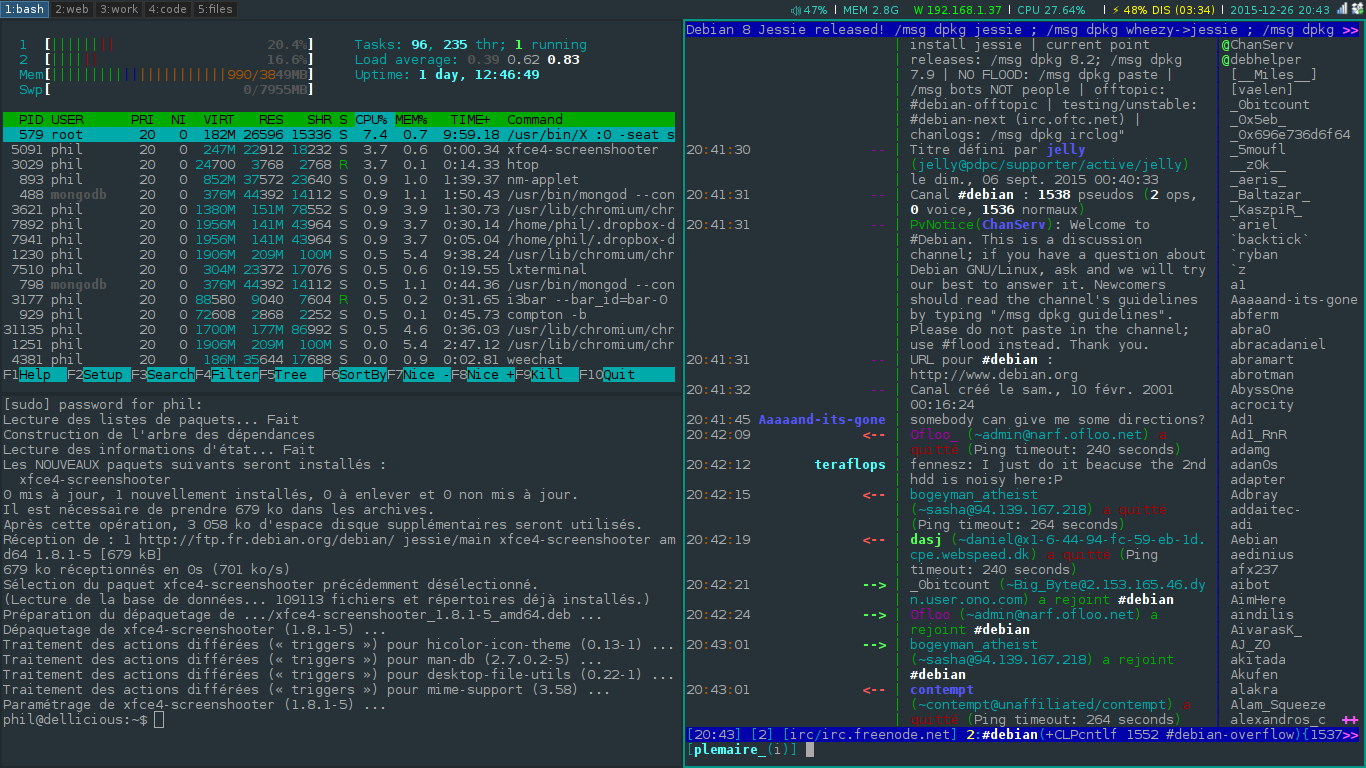 1:bash 2:web 3:work 4:code 5:files
47% | MEM 2.8G W 192.168.1.37 | CPU 27.64% | ⚡ 48% DIS (03:34) | 2015-12-26 20:43
1 [|||||||| 20.4%]
2 [|||||| 16.6%]
Mem[||||||||||||||||||||||990/3849MB]
Swp[ 0/7955MB]
Tasks: 96, 235 thr; 1 running
Load average: 0.39 0.62 0.83
Uptime: 1 day, 12:46:49
PID USER PRI NI VIRT RES SHR S CPU% MEM% TIME+ Command
579 root 20 0 182M 26596 15336 S 7.4 0.7 9:59.18 /usr/bin/X :0 -seat s
5091 phil 20 0 247M 22912 18232 S 3.7 0.6 0:00.34 xfce4-screenshooter
3029 phil 20 0 24700 3768 2768 R 3.7 0.1 0:14.33 htop
893 phil 20 0 852M 37572 23640 S 0.9 1.0 1:39.37 nm-applet
488 mongodb 20 0 376M 44392 14112 S 0.9 1.1 1:50.43 /usr/bin/mongod --con
3621 phil 20 0 1380M 151M 78552 S 0.9 3.9 1:30.73 /usr/lib/chromium/chr
7892 phil 20 0 1956M 141M 43964 S 0.9 3.7 0:30.14 /home/phil/.dropbox-d
7941 phil 20 0 1956M 141M 43964 S 0.9 3.7 0:05.04 /home/phil/.dropbox-d
1230 phil 20 0 1906M 209M 100M S 0.5 5.4 9:38.24 /usr/lib/chromium/chr
7510 phil 20 0 304M 23372 17076 S 0.5 0.6 0:19.55 lxterminal
798 mongodb 20 0 376M 44392 14112 S 0.5 1.1 0:44.36 /usr/bin/mongod --con
3177 phil 20 0 88580 9040 7604 R 0.5 0.2 0:31.65 i3bar --bar_id=bar-0
929 phil 20 0 72608 2868 2252 S 0.5 0.1 0:45.73 compton -b
31135 phil 20 0 1700M 177M 86992 S 0.5 4.6 0:36.03 /usr/lib/chromium/chr
1251 phil 20 0 1906M 209M 100M S 0.0 5.4 2:47.12 /usr/lib/chromium/chr
4381 phil 20 0 186M 35644 17688 S 0.0 0.9 0:02.81 weechat
F1Help F2Setup F3SearchF4FilterF5Tree F6SortByF7Nice -F8Nice +F9Kill F10Quit
[sudo] password for phil:
Lecture des listes de paquets... Fait
Construction de l'arbre des dépendances
Lecture des informations d'état... Fait
Les NOUVEAUX paquets suivants seront installés :
xfce4-screenshooter
0 mis à jour, 1 nouvellement installés, 0 à enlever et 0 non mis à jour.
Il est nécessaire de prendre 679 ko dans les archives.
Après cette opération, 3 058 ko d'espace disque supplémentaires seront utilisés.
Réception de : 1 http://ftp.fr.debian.org/debian/ jessie/main xfce4-screenshooter am
d64 1.8.1-5 [679 kB]
679 ko réceptionnés en 0s (701 ko/s)
Sélection du paquet xfce4-screenshooter précédemment désélectionné.
(Lecture de la base de données... 109113 fichiers et répertoires déjà installés.)
Préparation du dépaquetage de .../xfce4-screenshooter_1.8.1-5_amd64.deb ...
Dépaquetage de xfce4-screenshooter (1.8.1-5) ...
Traitement des actions différées (« triggers ») pour hicolor-icon-theme (0.13-1) ...
Traitement des actions différées (« triggers ») pour man-db (2.7.0.2-5) ...
Traitement des actions différées (« triggers ») pour desktop-file-utils (0.22-1) ...
Traitement des actions différées (« triggers ») pour mime-support (3.58) ...
Paramétrage de xfce4-screenshooter (1.8.1-5) ...
phil@dellicious:~$
Debian 8 Jessie released! /msg dpkg jessie ; /msg dpkg wheezy->jessie ; /msg dpkg >>
install jessie | current point
releases: /msg dpkg 8.2; /msg dpkg
7.9 | NO FLOOD: /msg dpkg paste |
/msg bots NOT people | offtopic:
#debian-offtopic | testing/unstable:
#debian-next (irc.oftc.net) |
chanlogs: /msg dpkg irclog"
20:41:30 -- | Titre défini par jelly
(jelly@pdpc/supporter/active/jelly)
le dim., 06 sept. 2015 00:40:33
20:41:31 -- | Canal #debian : 1538 pseudos (2 ops,
0 voice, 1536 normaux)
20:41:31 -- | PvNotice(ChanServ): Welcome to
#Debian. This is a discussion
channel; if you have a question about
Debian GNU/Linux, ask and we will try
our best to answer it. Newcomers
should read the channel's guidelines
by typing "/msg dpkg guidelines".
Please do not paste in the channel;
use #flood instead. Thank you.
20:41:31 -- | URL pour #debian :
http://www.debian.org
20:41:32 -- | Canal créé le sam., 10 févr. 2001
00:16:24
20:41:45 Aaaaand-its-gone | somebody can give me some directions?
20:42:09 <-- | Ofloo_ (~admin@narf.ofloo.net) a
quitté (Ping timeout: 240 seconds)
20:42:12 teraflops | fennesz: I just do it beacuse the 2nd
hdd is noisy here:P
20:42:15 <-- | bogeyman_atheist
(~sasha@94.139.167.218) a quitté
(Ping timeout: 264 seconds)
20:42:19 <-- | dasj (~daniel@x1-6-44-94-fc-59-eb-1d.
cpe.webspeed.dk) a quitté (Ping
timeout: 240 seconds)
20:42:21 --> | _0bitcount (~Big_Byte@2.153.165.46.dy
n.user.ono.com) a rejoint #debian
20:42:24 --> | Ofloo (~admin@narf.ofloo.net) a
rejoint #debian
20:43:01 --> | bogeyman_atheist
(~sasha@94.139.167.218) a rejoint
#debian
20:43:01 <-- | contempt
(~contempt@unaffiliated/contempt) a
quitté (Ping timeout: 264 seconds)
@ChanServ
@debhelper
[__Miles__]
[vaelen]
_0bitcount
_0x5eb_
_0x696e736d6f64
_5moufl
__zOk__
_aeris_
_Baltazar_
_KaszpiR_
`ariel
`backtick`
`ryban
`z
a1
Aaaaand-its-gone
abferm
abraO
abracadaniel
abramart
abrotman
AbyssOne
acrocity
Ad1
Ad1_RnR
adamg
adanOs
adapter
Adbray
addaitec-
adi
Aebian
aedinius
afx237
aibot
AimHere
aindilis
AivarasK_
AJ_Z0
akitada
Akufen
alakra
Alam_Squeeze
alexandros_c ++
[20:43] [2] [irc/irc.freenode.net] 2:#debian(+CLPcntlf 1552 #debian-overflow){1537>>
[plemaire_(i)]